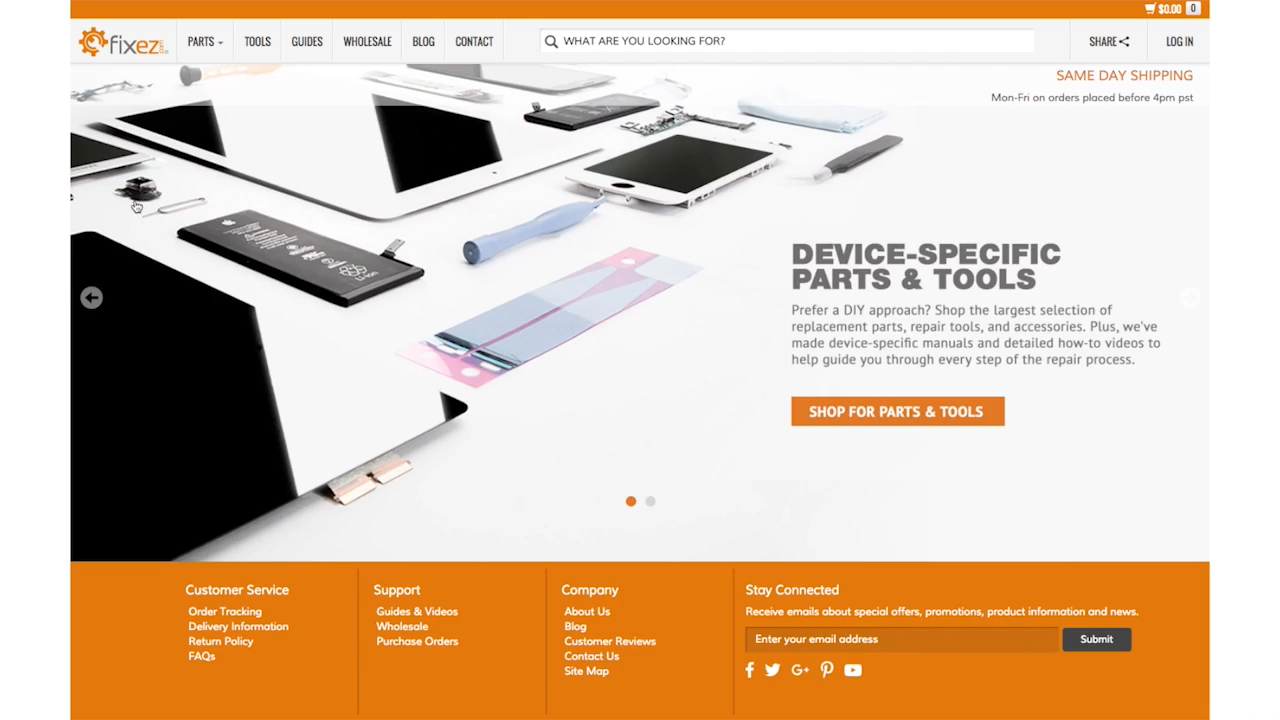 $0.00 0
fixez.com
PARTS
TOOLS
GUIDES
WHOLESALE
BLOG
CONTACT
WHAT ARE YOU LOOKING FOR?
SHARE
LOG IN
SAME DAY SHIPPING
Mon-Fri on orders placed before 4pm pst
Li-ion
DEVICE-SPECIFIC
PARTS & TOOLS
Prefer a DIY approach? Shop the largest selection of
replacement parts, repair tools, and accessories. Plus, we've
made device-specific manuals and detailed how-to videos to
help guide you through every step of the repair process.
SHOP FOR PARTS & TOOLS
Customer Service
Order Tracking
Delivery Information
Return Policy
FAQs
Support
Guides & Videos
Wholesale
Purchase Orders
Company
About Us
Blog
Customer Reviews
Contact Us
Site Map
Stay Connected
Receive emails about special offers, promotions, product information and news.
Enter your email address
Submit